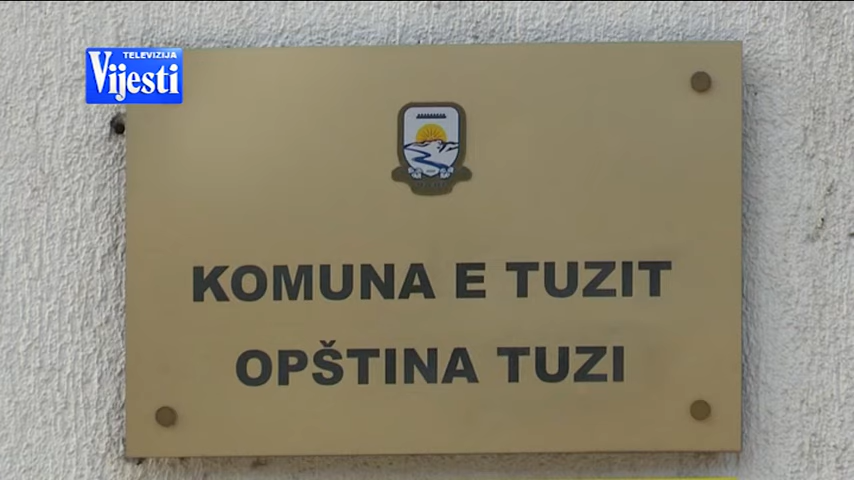 TELEVIZIJA
Vijesti
KOMUNA E TUZIT
OPŠTINA TUZI